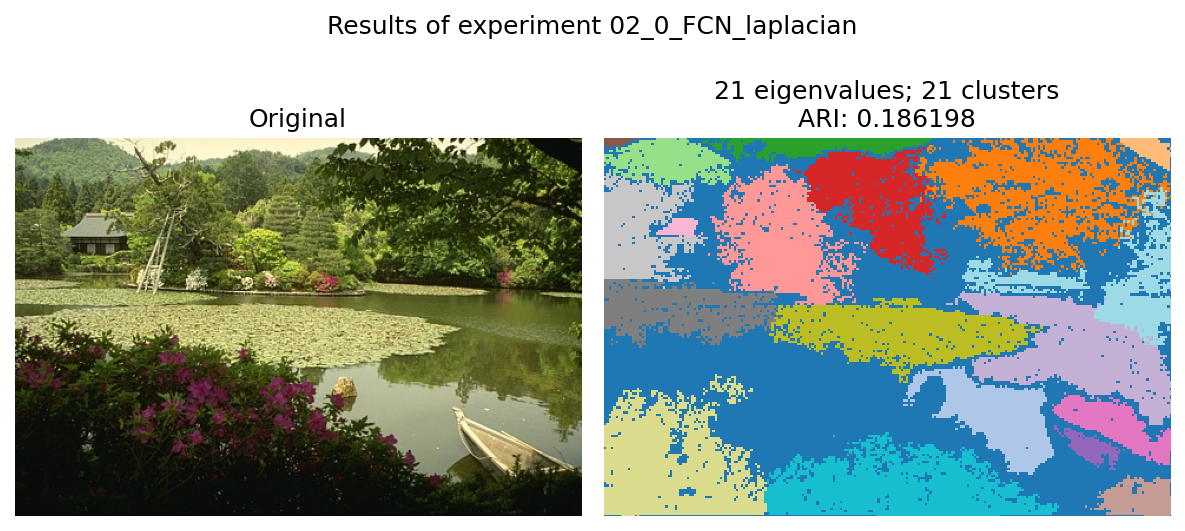 Results of experiment 02_0_FCN_laplacian
Original
21 eigenvalues; 21 clusters
ARI: 0.186198